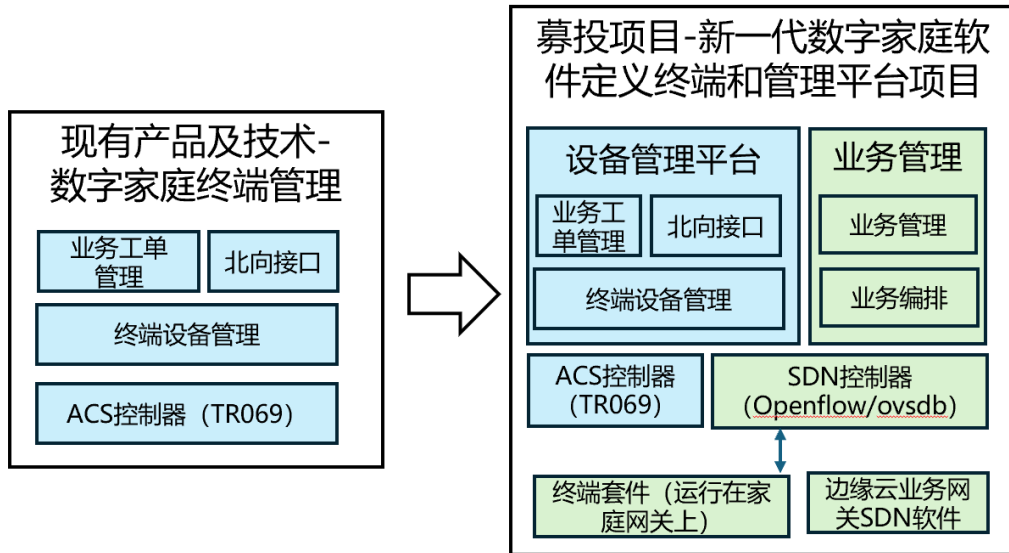 现有产品及技术-
数字家庭终端管理
业务工单
管理
北向接口
终端设备管理
ACS控制器（TR069）
募投项目-新一代数字家庭软
件定义终端和管理平台项目
设备管理平台
业务工
单管理
北向接口
终端设备管理
业务管理
业务管理
业务编排
ACS控制器
（TR069）
SDN控制器
（Openflow/ovsdb）
终端套件（运行在家
庭网关上）
边缘云业务网
关SDN软件